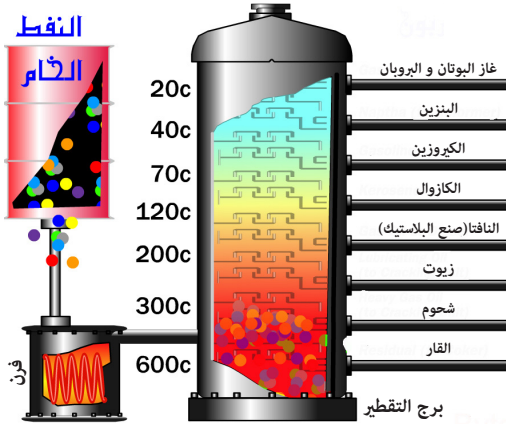 النفط
الخام
20c
40c
70c
120c
200c
300c
600c
غاز البوتان و البروبان
البنزين
الكيروزين
الكازوال
النافتا(صنع البلاستيك)
زيوت
شحوم
القار
فرن
برج التقطير